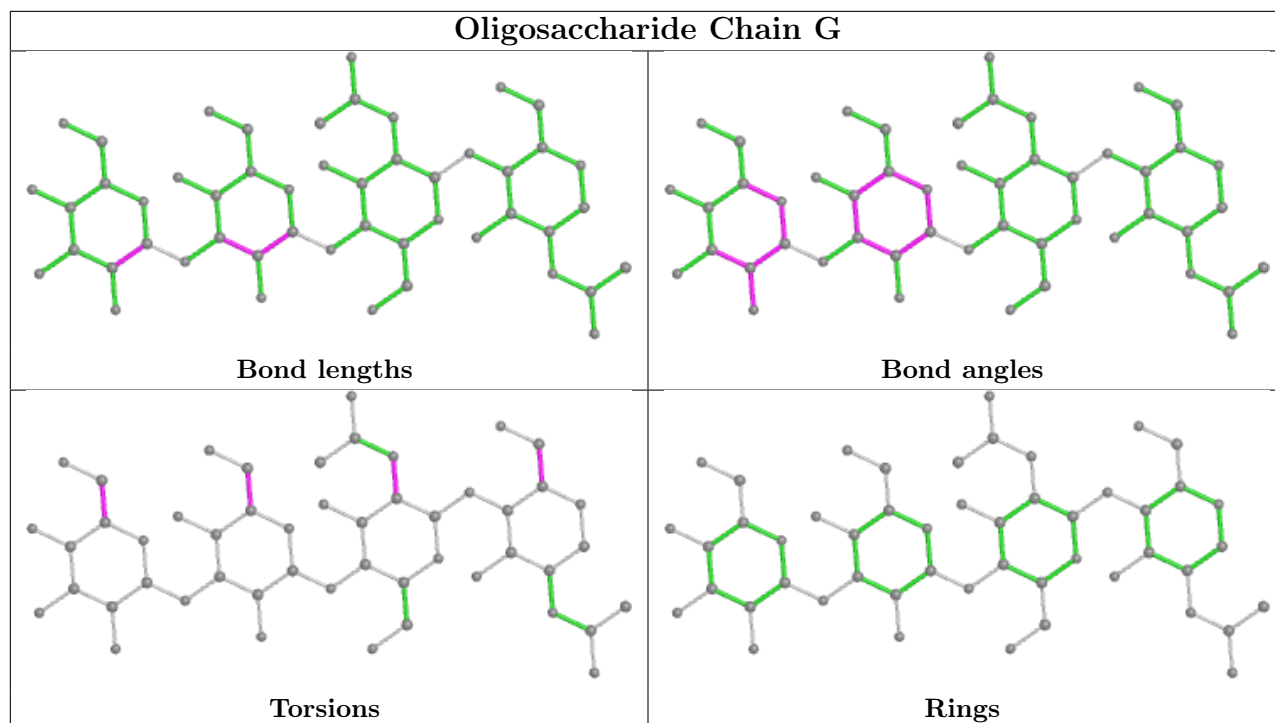 Oligosaccharide Chain G
Bond lengths
Bond angles
Torsions
Rings